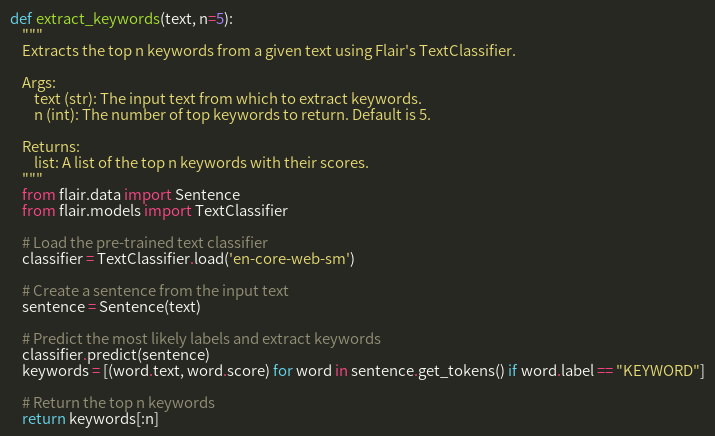 def extract_keywords(text, n=5):
    """
    Extracts the top n keywords from a given text using Flair's TextClassifier.

    Args:
        text (str): The input text from which to extract keywords.
        n (int): The number of top keywords to return. Default is 5.

    Returns:
        list: A list of the top n keywords with their scores.
    """
    from flair.data import Sentence
    from flair.models import TextClassifier

    # Load the pre-trained text classifier
    classifier = TextClassifier.load('en-core-web-sm')

    # Create a sentence from the input text
    sentence = Sentence(text)

    # Predict the most likely labels and extract keywords
    classifier.predict(sentence)
    keywords = [(word.text, word.score) for word in sentence.get_tokens() if word.label == "KEYWORD"]

    # Return the top n keywords
    return keywords[:n]